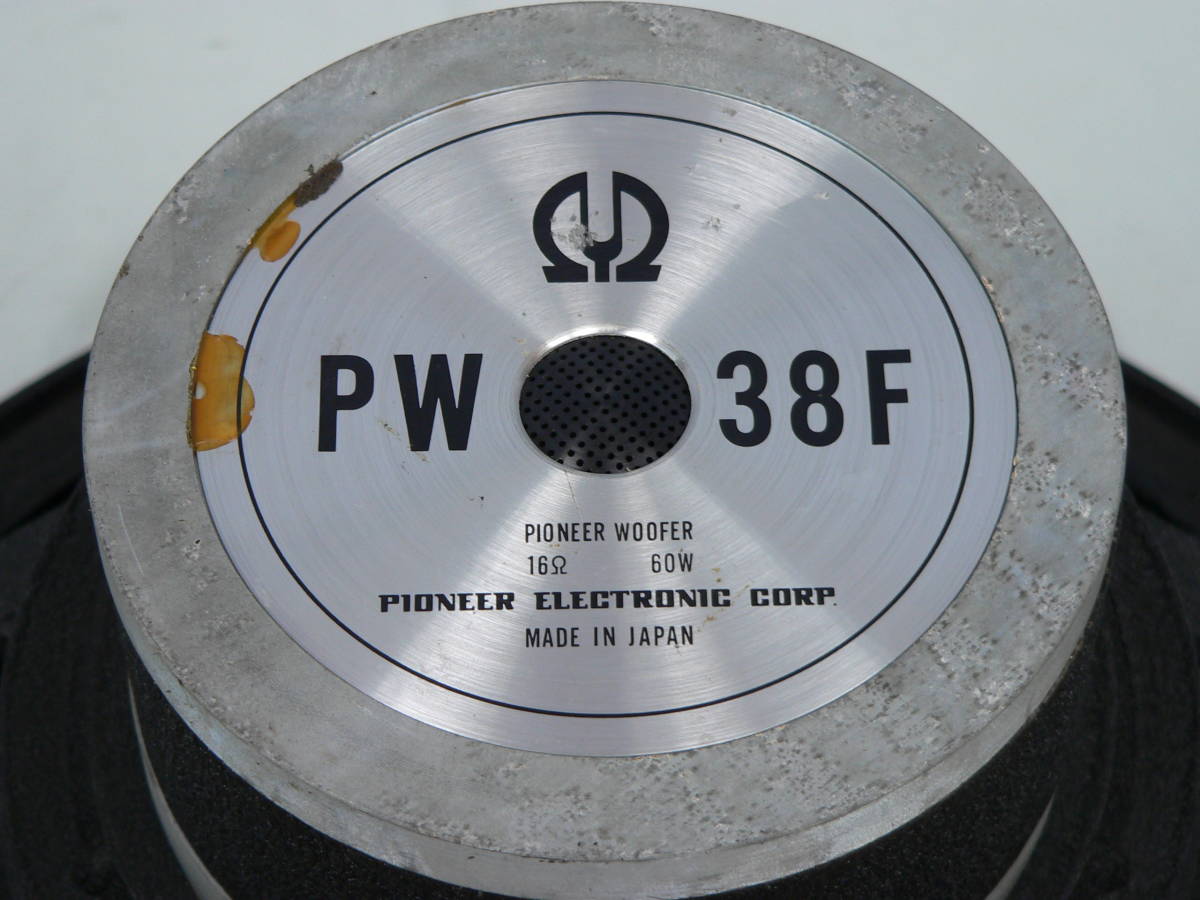 PW 38F
PIONEER WOOFER
16Ω 60W
PIONEER ELECTRONIC CORP.
MADE IN JAPAN